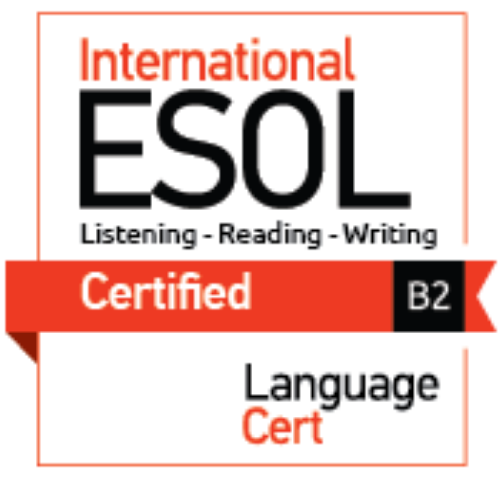 International
ESOL
Listening - Reading - Writing
Certified B2
Language
Cert